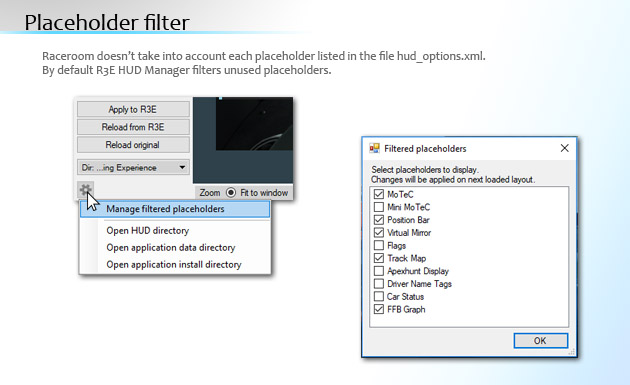 Placeholder filter
Raceroom doesn't take into account each placeholder listed in the file hud_options.xml.
By default R3E HUD Manager filters unused placeholders.
Apply to R3E
Reload from R3E
Reload original
Dir: ...ing Experience
Zoom Fit to window
Manage filtered placeholders
Open HUD directory
Open application data directory
Open application install directory
Filtered placeholders
Select placeholders to display.
Changes will be applied on next loaded layout.
MoTeC
Mini MoTeC
Position Bar
Virtual Mirror
Flags
Track Map
Apexhunt Display
Driver Name Tags
Car Status
FFB Graph
OK